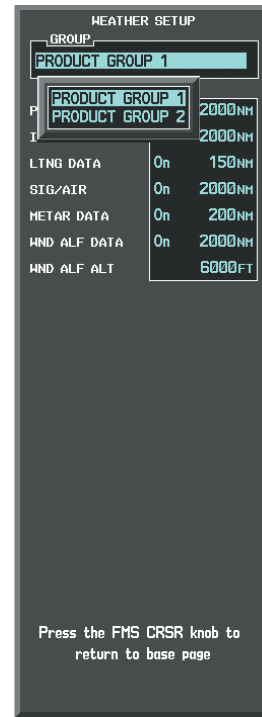 WEATHER SETUP
GROUP
PRODUCT GROUP 1
PRODUCT GROUP 1
PRODUCT GROUP 2
P 2000NM
I 2000NM
LTNG DATA On 150NM
SIG/AIR On 2000NM
METAR DATA On 200NM
WND ALF DATA On 2000NM
WND ALF ALT 6000FT
Press the FMS CRSR knob to
return to base page